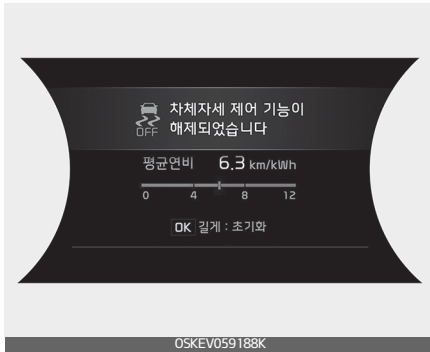 차체자세 제어 기능이
OFF 해제되었습니다
평균연비 6.3 km/kWh
0 4 8 12
OK 길게 : 초기화
OSKEV059188K